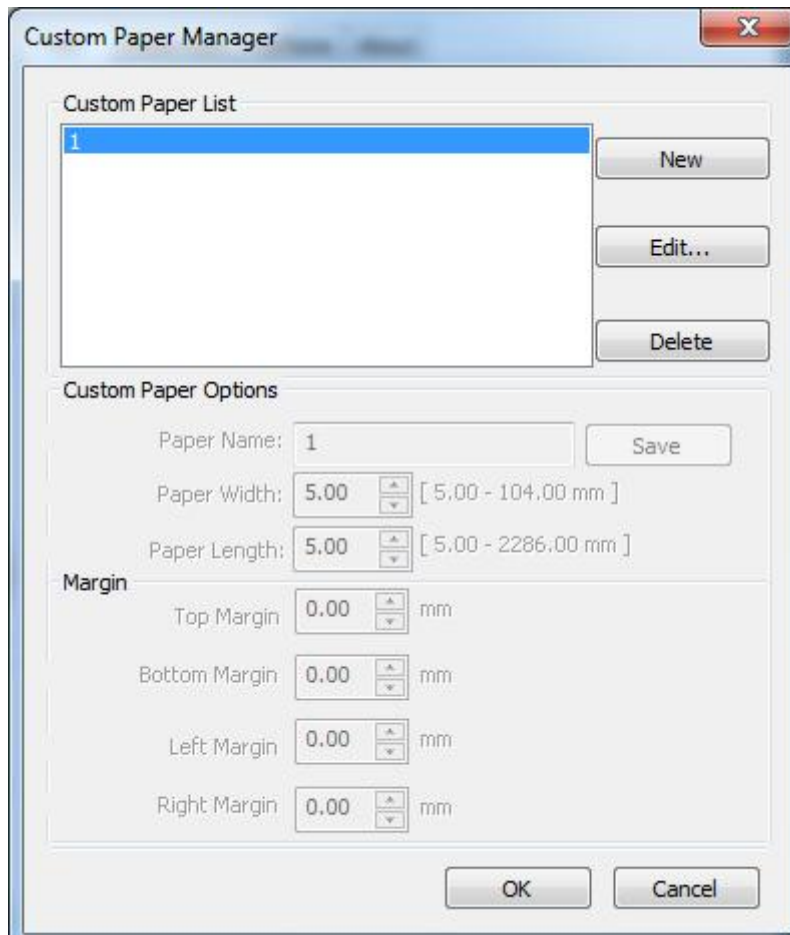 Custom Paper Manager
Custom Paper List
1
New
Edit...
Delete
Custom Paper Options
Paper Name: 1 Save
Paper Width: 5.00 [ 5.00 - 104.00 mm ]
Paper Length: 5.00 [ 5.00 - 2286.00 mm ]
Margin
Top Margin 0.00 mm
Bottom Margin 0.00 mm
Left Margin 0.00 mm
Right Margin 0.00 mm
OK Cancel